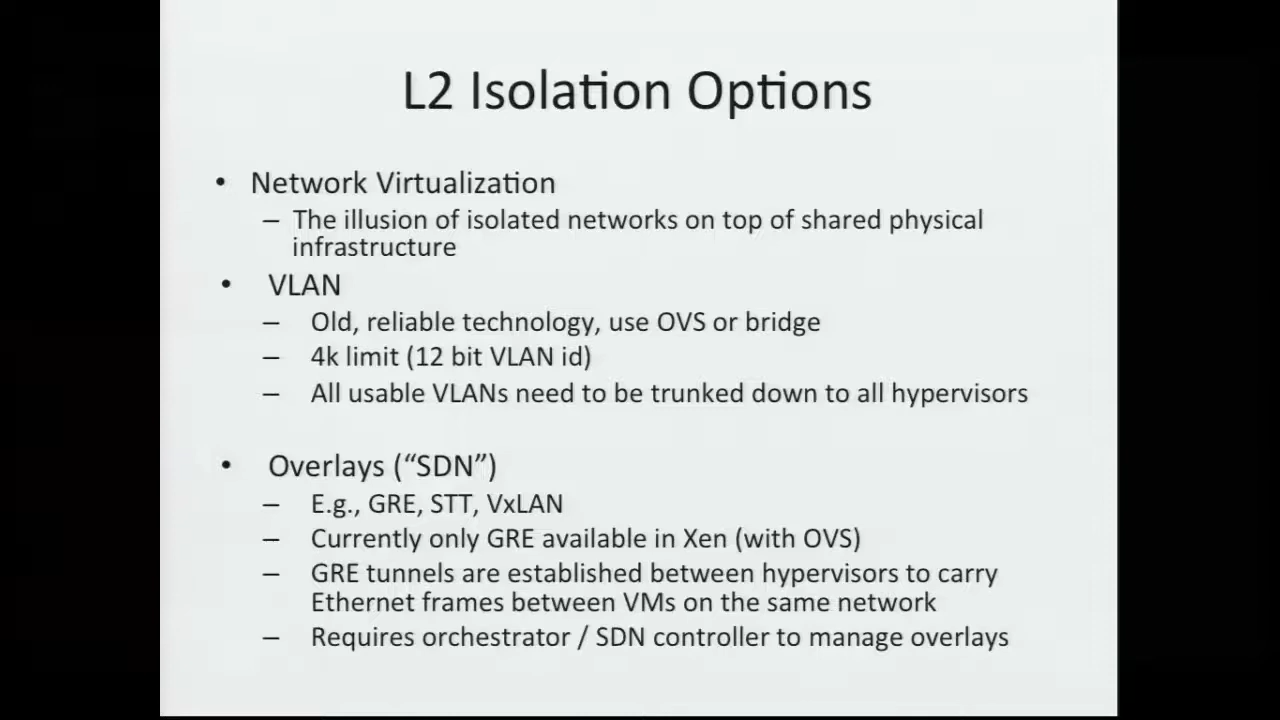 L2 Isolation Options
• Network Virtualization
– The illusion of isolated networks on top of shared physical
infrastructure
• VLAN
– Old, reliable technology, use OVS or bridge
– 4k limit (12 bit VLAN id)
– All usable VLANs need to be trunked down to all hypervisors
• Overlays (“SDN”)
– E.g., GRE, STT, VxLAN
– Currently only GRE available in Xen (with OVS)
– GRE tunnels are established between hypervisors to carry
Ethernet frames between VMs on the same network
– Requires orchestrator / SDN controller to manage overlays